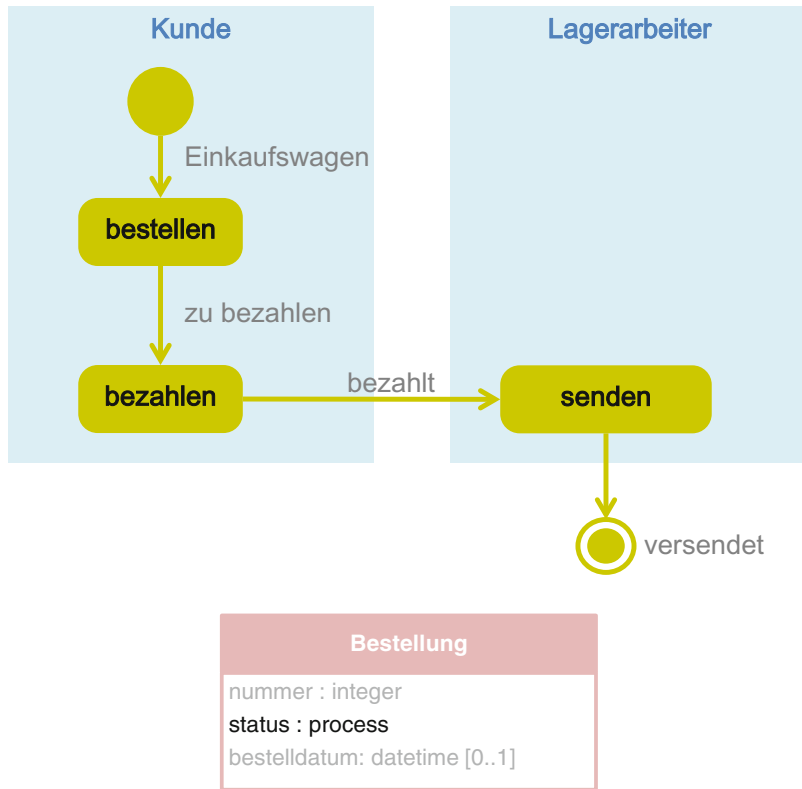 Kunde
Lagerarbeiter
Einkaufswagen
bestellen
zu bezahlen
bezahlen
bezahlt
senden
versendet
Bestellung
nummer : integer
status : process
bestelldatum: datetime [0..1]